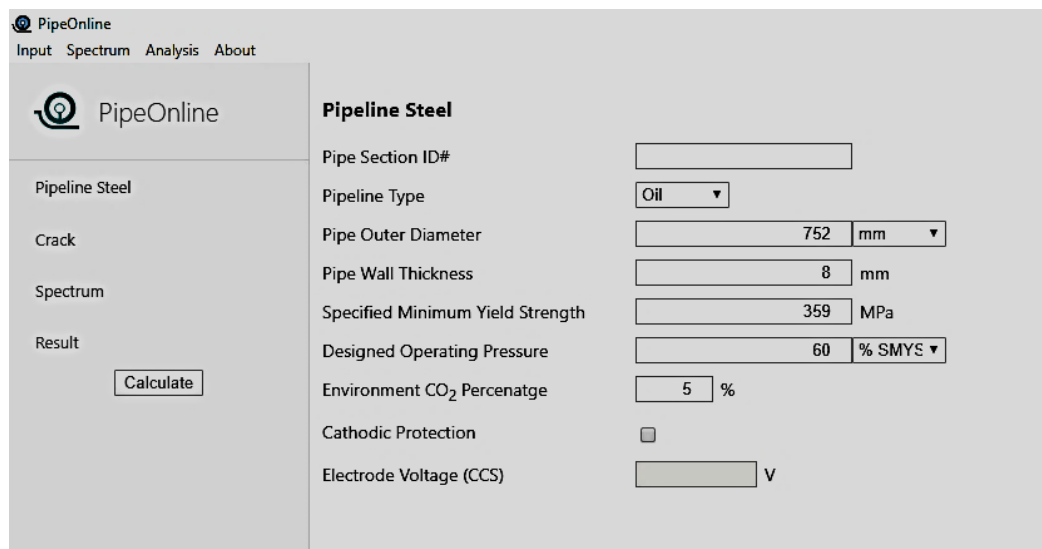 PipeOnline
Input Spectrum Analysis About
PipeOnline
Pipeline Steel
Crack
Spectrum
Result
Calculate
Pipeline Steel
Pipe Section ID#
Pipeline Type Oil ▼
Pipe Outer Diameter 752 mm ▼
Pipe Wall Thickness 8 mm
Specified Minimum Yield Strength 359 MPa
Designed Operating Pressure 60 % SMYS ▼
Environment CO₂ Percenatge 5 %
Cathodic Protection
Electrode Voltage (CCS) V